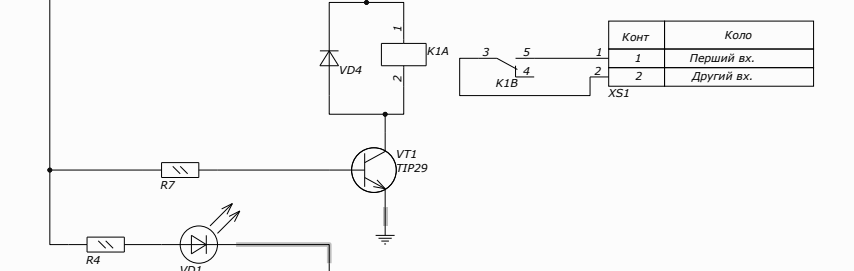 1
K1A
VD4
2
3
5
4
K1B
1
2
Конт
Коло
1
Перший вх.
2
Другий вх.
XS1
VT1
TIP29
R7
R4
VD1